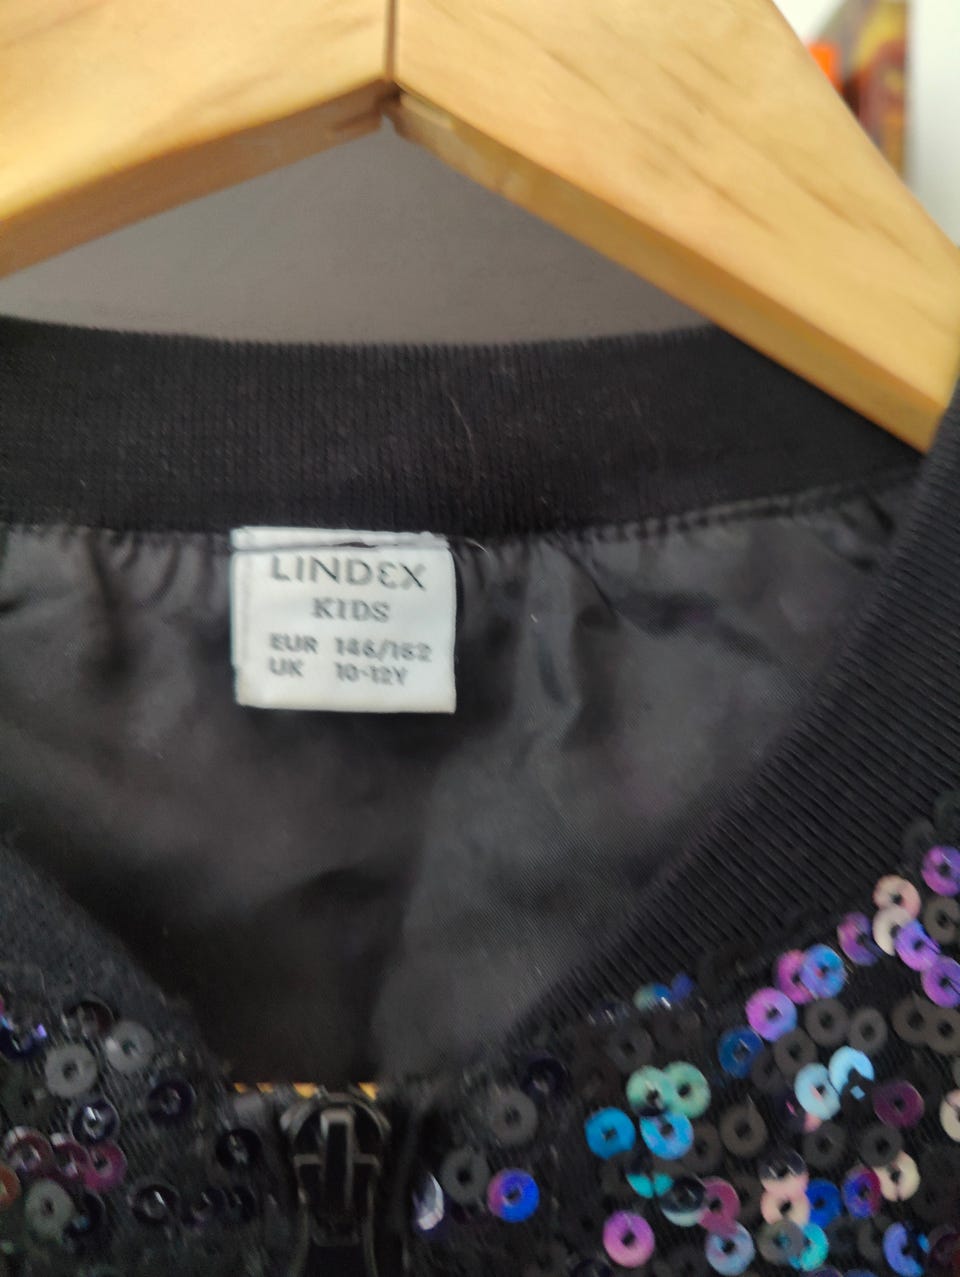 LINDEX
KIDS
EUR 146/152
UK 10-12Y